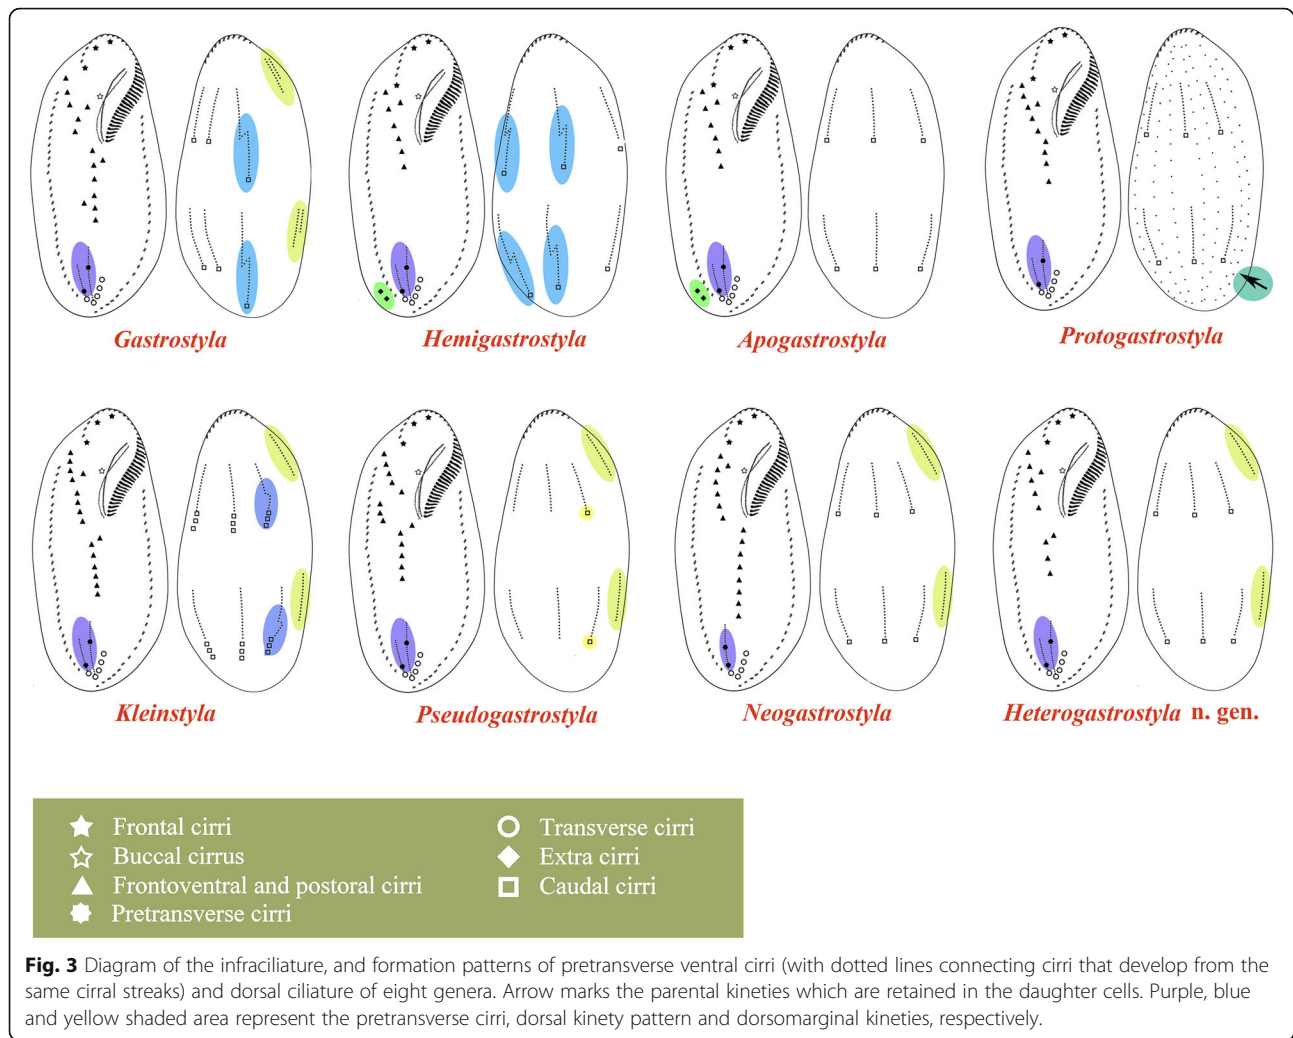 Gastrostyla
Hemigastrostyla
Apogastrostyla
Protogastrostyla
Kleinstyla
Pseudogastrostyla
Neogastrostyla
Heterogastrostyla n. gen.
Frontal cirri
Buccal cirrus
Frontoventral and postoral cirri
Pretransverse cirri
Transverse cirri
Extra cirri
Caudal cirri
Fig. 3 Diagram of the infraciliature, and formation patterns of pretransverse ventral cirri (with dotted lines connecting cirri that develop from the
same cirral streaks) and dorsal ciliature of eight genera. Arrow marks the parental kineties which are retained in the daughter cells. Purple, blue
and yellow shaded area represent the pretransverse cirri, dorsal kinety pattern and dorsomarginal kineties, respectively.